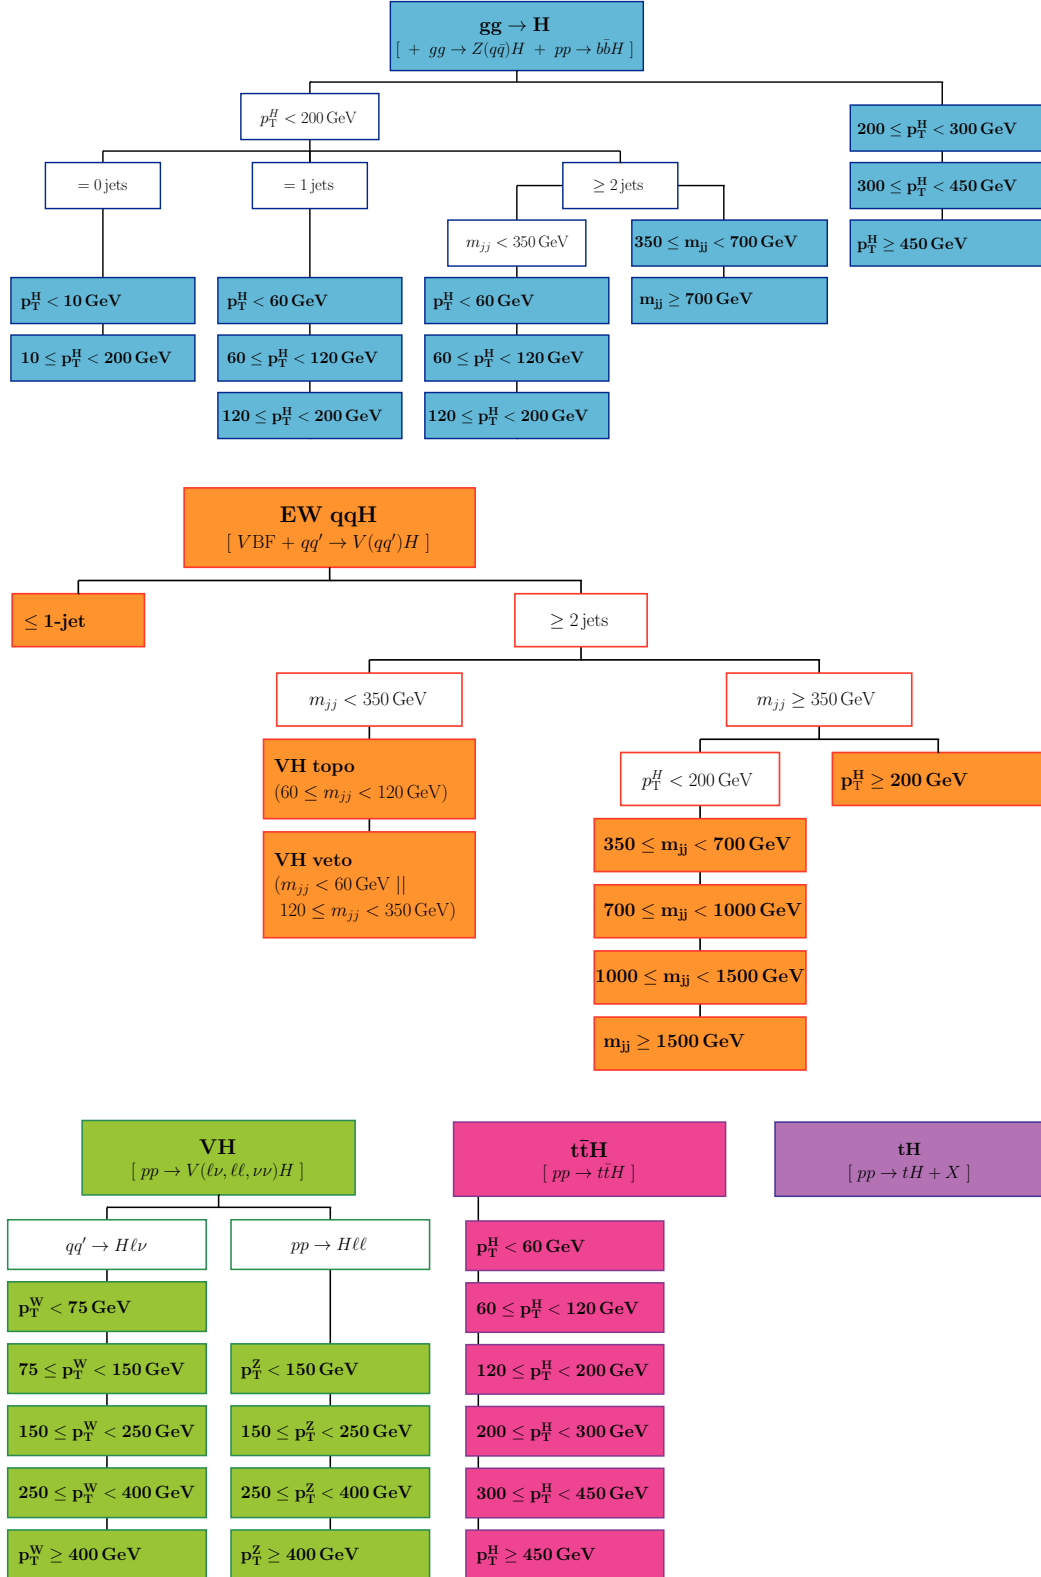 gg → H
[ + gg → Z(qq̄)H + pp → bb̄H ]
p_T^H < 200 GeV
= 0 jets
= 1 jets
≥ 2 jets
m_jj < 350 GeV
p_T^H < 10 GeV
10 ≤ p_T^H < 200 GeV
p_T^H < 60 GeV
60 ≤ p_T^H < 120 GeV
120 ≤ p_T^H < 200 GeV
p_T^H < 60 GeV
60 ≤ p_T^H < 120 GeV
120 ≤ p_T^H < 200 GeV
350 ≤ m_jj < 700 GeV
m_jj ≥ 700 GeV
200 ≤ p_T^H < 300 GeV
300 ≤ p_T^H < 450 GeV
p_T^H ≥ 450 GeV
EW qqH
[ VBF + qq′ → V(qq′)H ]
≤ 1-jet
≥ 2 jets
m_jj < 350 GeV
VH topo
(60 ≤ m_jj < 120 GeV)
VH veto
(m_jj < 60 GeV ||
120 ≤ m_jj < 350 GeV)
m_jj ≥ 350 GeV
p_T^H < 200 GeV
p_T^H ≥ 200 GeV
350 ≤ m_jj < 700 GeV
700 ≤ m_jj < 1000 GeV
1000 ≤ m_jj < 1500 GeV
m_jj ≥ 1500 GeV
VH
[ pp → V(ℓν, ℓℓ, νν)H ]
qq′ → Hℓν
p_T^W < 75 GeV
75 ≤ p_T^W < 150 GeV
150 ≤ p_T^W < 250 GeV
250 ≤ p_T^W < 400 GeV
p_T^W ≥ 400 GeV
pp → Hℓℓ
p_T^Z < 150 GeV
150 ≤ p_T^Z < 250 GeV
250 ≤ p_T^Z < 400 GeV
p_T^Z ≥ 400 GeV
tt̄H
[ pp → tt̄H ]
p_T^H < 60 GeV
60 ≤ p_T^H < 120 GeV
120 ≤ p_T^H < 200 GeV
200 ≤ p_T^H < 300 GeV
300 ≤ p_T^H < 450 GeV
p_T^H ≥ 450 GeV
tH
[ pp → tH + X ]